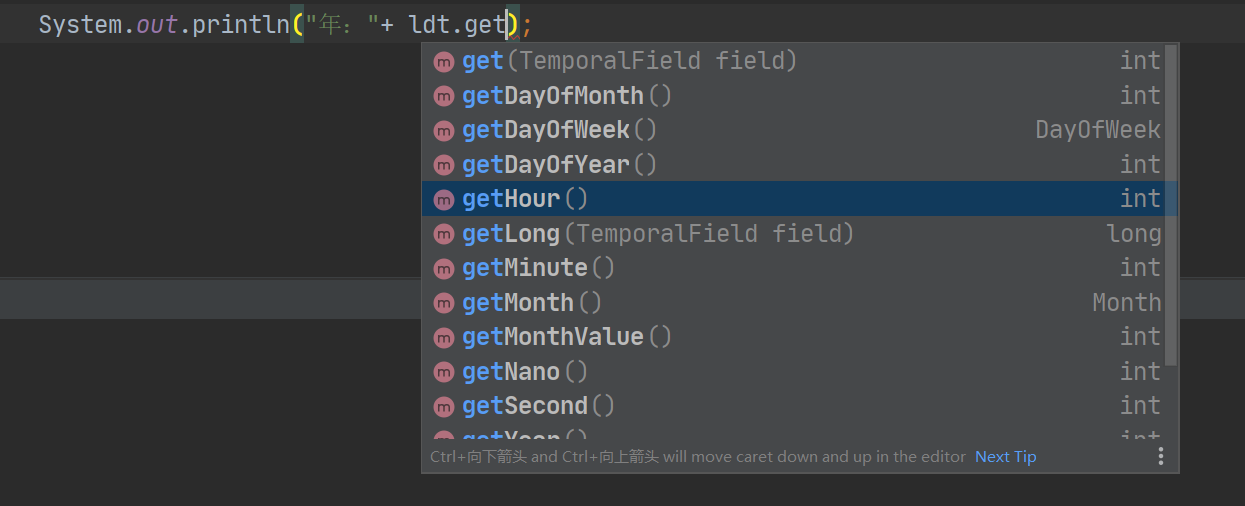 System.out.println("年："+ ldt.get);
m get(TemporalField field) int
m getDayOfMonth() int
m getDayOfWeek() DayOfWeek
m getDayOfYear() int
m getHour() int
m getLong(TemporalField field) long
m getMinute() int
m getMonth() Month
m getMonthValue() int
m getNano() int
m getSecond() int
m getYear() int
Ctrl+向下箭头 and Ctrl+向上箭头 will move caret down and up in the editor Next Tip